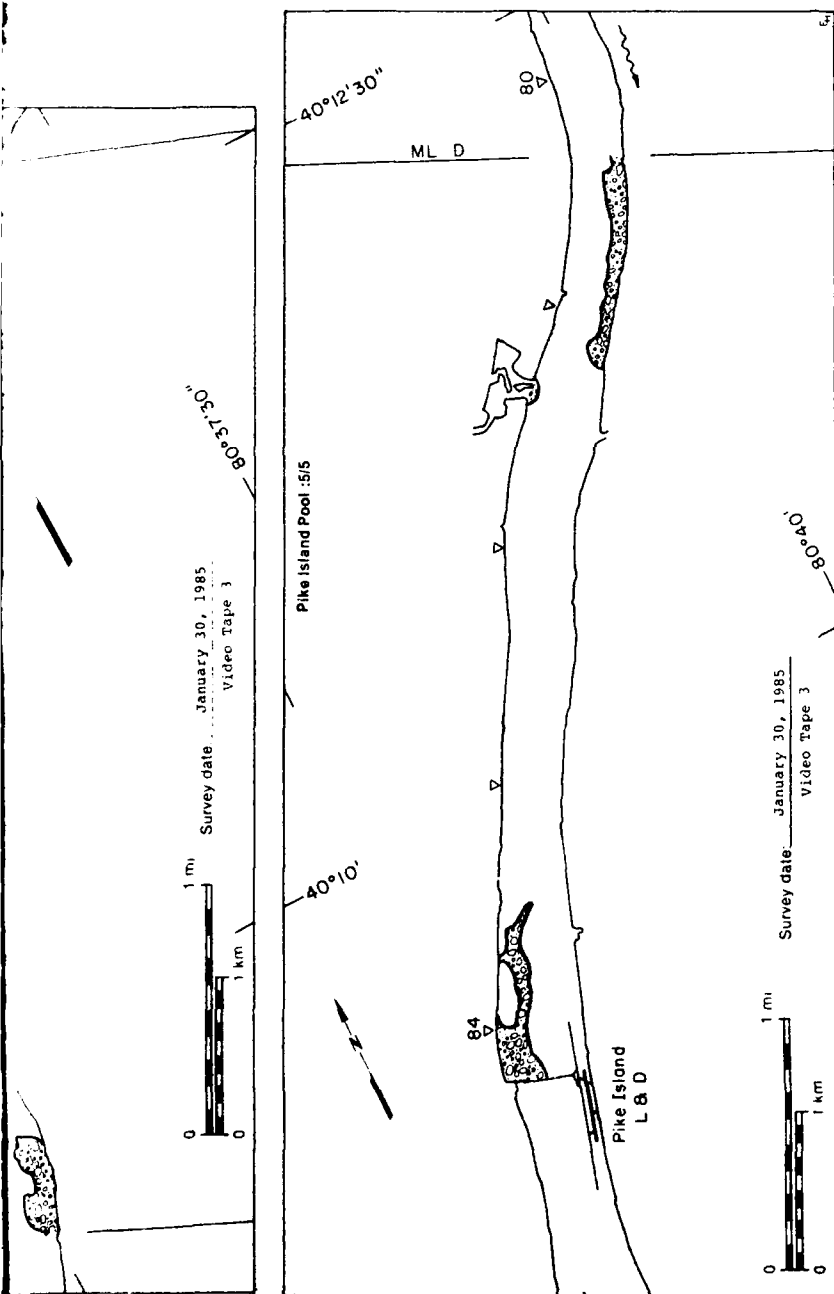 80°37'30"
Survey date January 30, 1985
Video Tape 3
1 mi
0
1 km
0
Pike Island Pool :5/5
40°12'30"
ML D
80
40°10'
N
84
Pike Island
L & D
80°40'
Survey date: January 30, 1985
Video Tape 3
1 mi
0
1 km
0